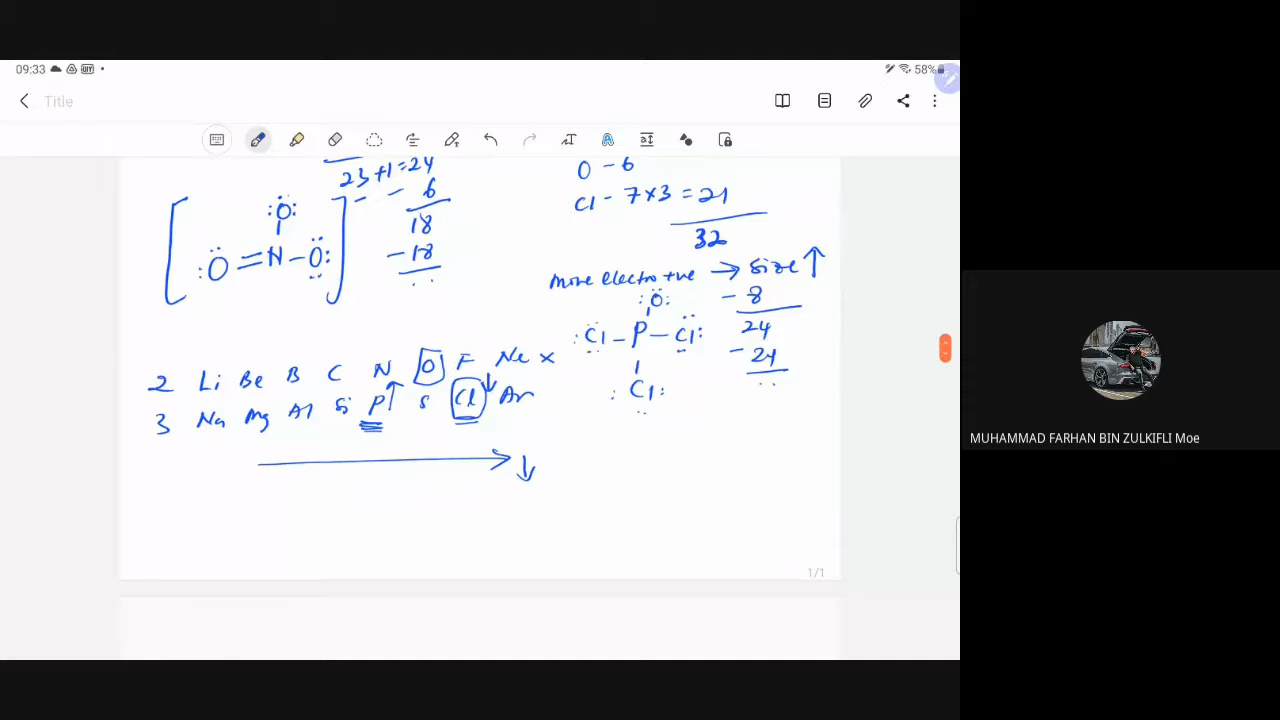 09:33
58%
Title
23 +1 = 24
- 6
18
- 18
[ :Ö: ] -
:Ö = N - Ö:
O - 6
Cl - 7 x 3 = 21
32
more electro +ve → size ↑
- 8
24
- 24
:O:
:Cl - P - Cl:
:Cl:
2 Li Be B C N O F Ne x
3 Na Mg Al Si P ↑ S Cl ↓ Ar
→ ↓
1/1
MUHAMMAD FARHAN BIN ZULKIFLI Moe